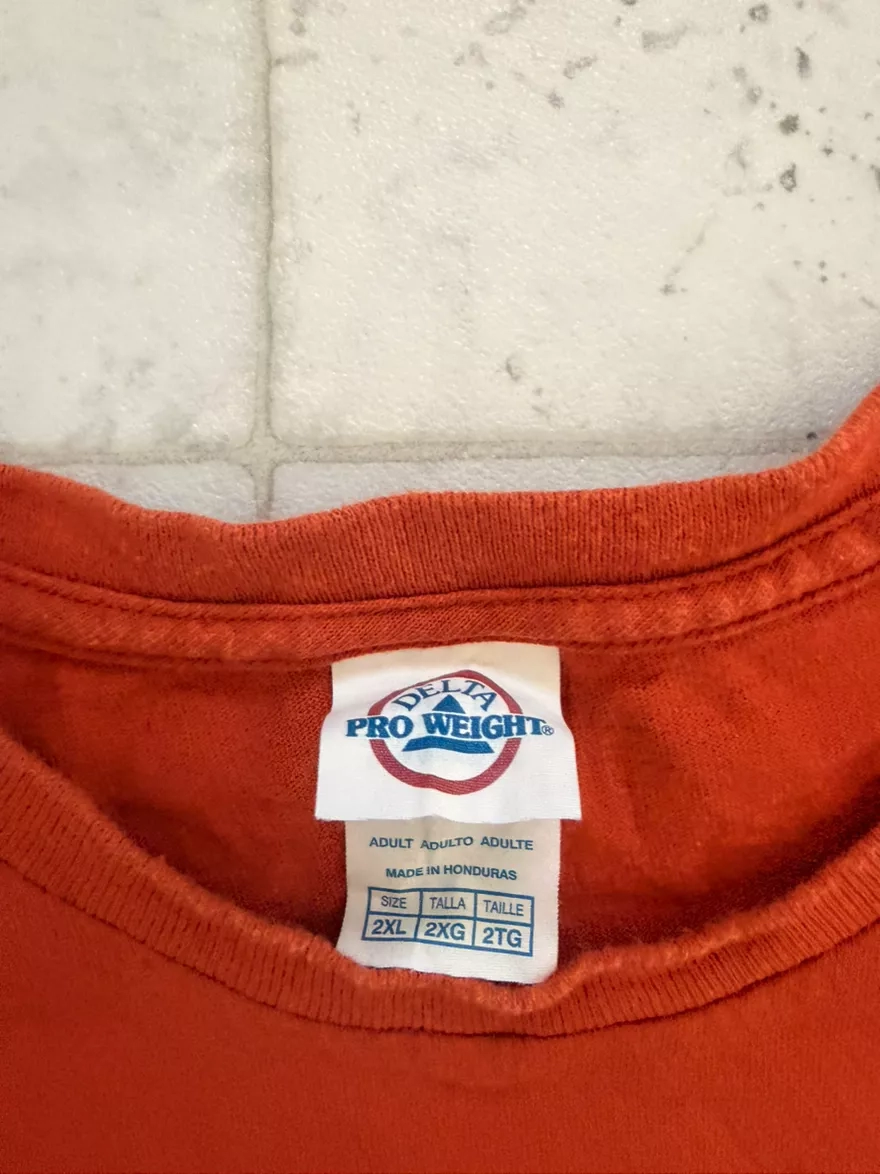 DELTA
PRO WEIGHT®
ADULT ADULTO ADULTE
MADE IN HONDURAS
SIZE TALLA TAILLE
2XL 2XG 2TG